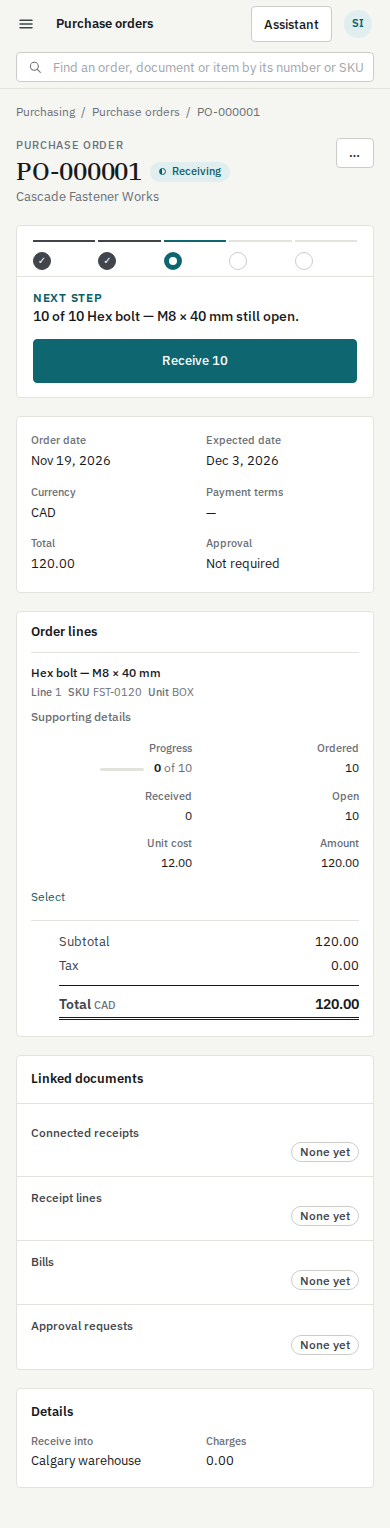 Purchase orders
Assistant
SI
Find an order, document or item by its number or SKU
Purchasing / Purchase orders / PO-000001
PURCHASE ORDER
...
PO-000001 Receiving
Cascade Fastener Works
NEXT STEP
10 of 10 Hex bolt — M8 × 40 mm still open.
Receive 10
Order date Expected date
Nov 19, 2026 Dec 3, 2026
Currency Payment terms
CAD —
Total Approval
120.00 Not required
Order lines
Hex bolt — M8 × 40 mm
Line 1 SKU FST-0120 Unit BOX
Supporting details
Progress Ordered
0 of 10 10
Received Open
0 10
Unit cost Amount
12.00 120.00
Select
Subtotal 120.00
Tax 0.00
Total CAD 120.00
Linked documents
Connected receipts
None yet
Receipt lines
None yet
Bills
None yet
Approval requests
None yet
Details
Receive into Charges
Calgary warehouse 0.00